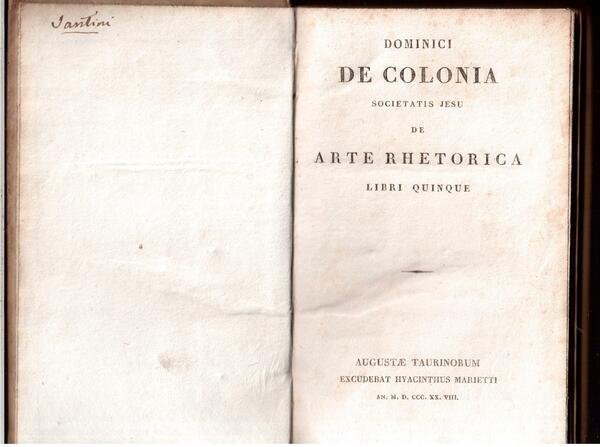 Santini
DOMINICI
DE COLONIA
SOCIETATIS JESU
DE
ARTE RHETORICA
LIBRI QUINQUE
AUGUSTÆ TAURINORUM
EXCUDEBAT HYACINTHUS MARIETTI
AN. M. D. CCC. XX. VIII.